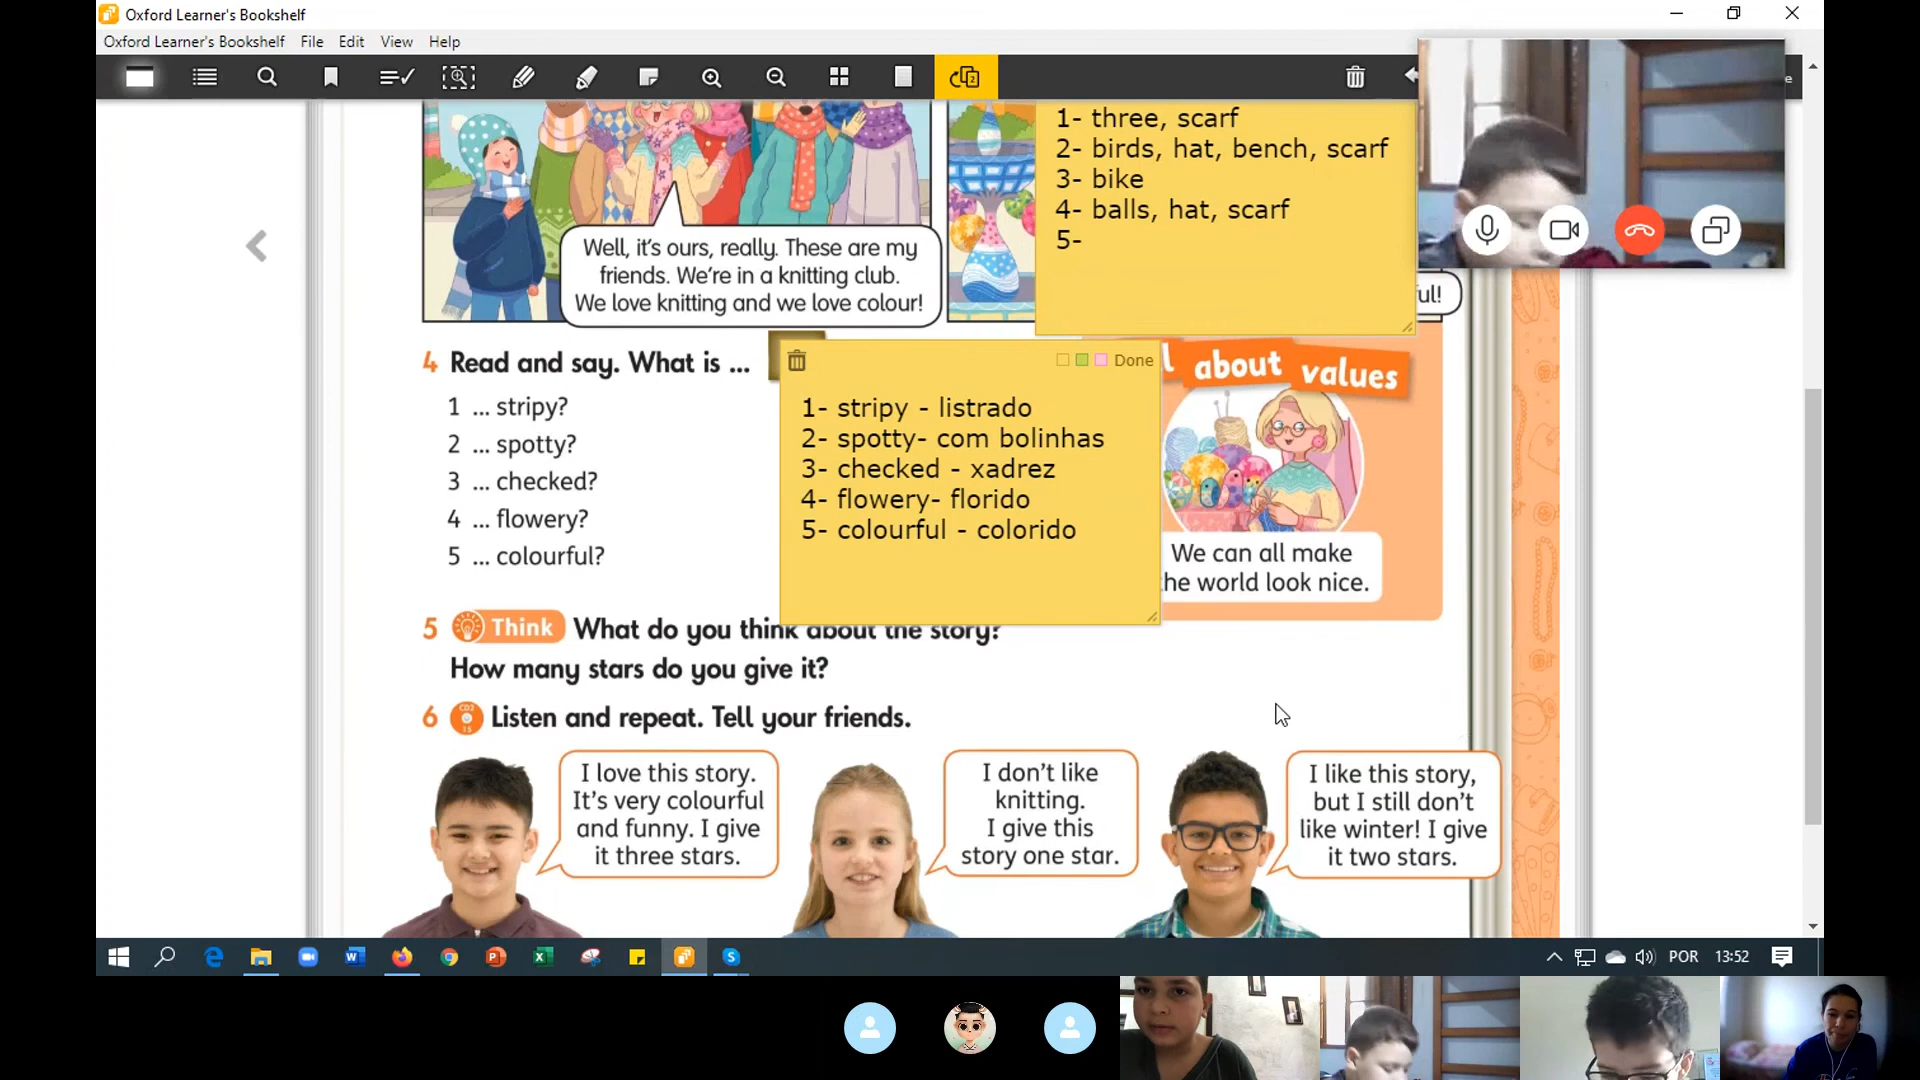 Oxford Learner's Bookshelf
Oxford Learner's Bookshelf File Edit View Help
1- three, scarf
2- birds, hat, bench, scarf
3- bike
4- balls, hat, scarf
5-
Well, it's ours, really. These are my
friends. We're in a knitting club.
We love knitting and we love colour!
ful!
4 Read and say. What is ...
1 ... stripy?
2 ... spotty?
3 ... checked?
4 ... flowery?
5 ... colourful?
Done
1- stripy - listrado
2- spotty- com bolinhas
3- checked - xadrez
4- flowery- florido
5- colourful - colorido
about values
We can all make
he world look nice.
5 Think What do you think about the story?
How many stars do you give it?
6 CD2 15 Listen and repeat. Tell your friends.
I love this story.
It's very colourful
and funny. I give
it three stars.
I don't like
knitting.
I give this
story one star.
I like this story,
but I still don't
like winter! I give
it two stars.
POR 13:52